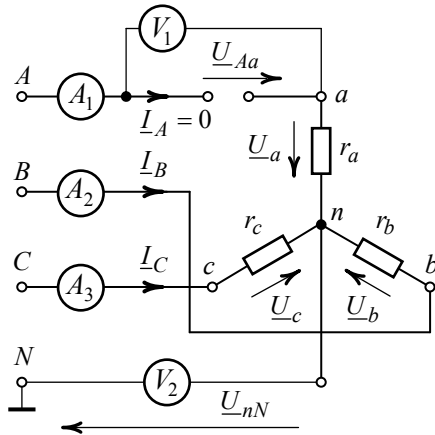 V1
A A1 U_Aa a
I_A = 0
B I_B U_a r_a
A2
n
C I_C r_c r_b
A3 c b
U_c U_b
N V2
U_nN